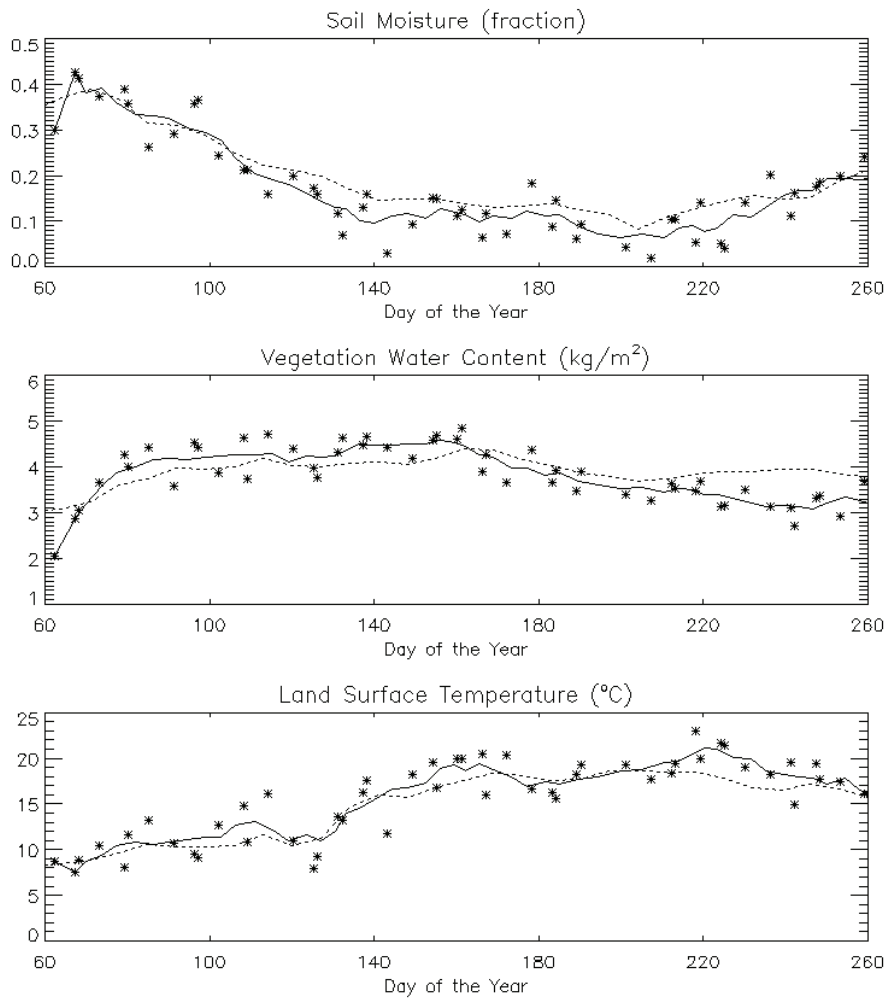 Soil Moisture (fraction)
0.5
0.4
0.3
0.2
0.1
0.0
60 100 140 180 220 260
Day of the Year
Vegetation Water Content (kg/m²)
6
5
4
3
2
1
60 100 140 180 220 260
Day of the Year
Land Surface Temperature (°C)
25
20
15
10
5
0
60 100 140 180 220 260
Day of the Year